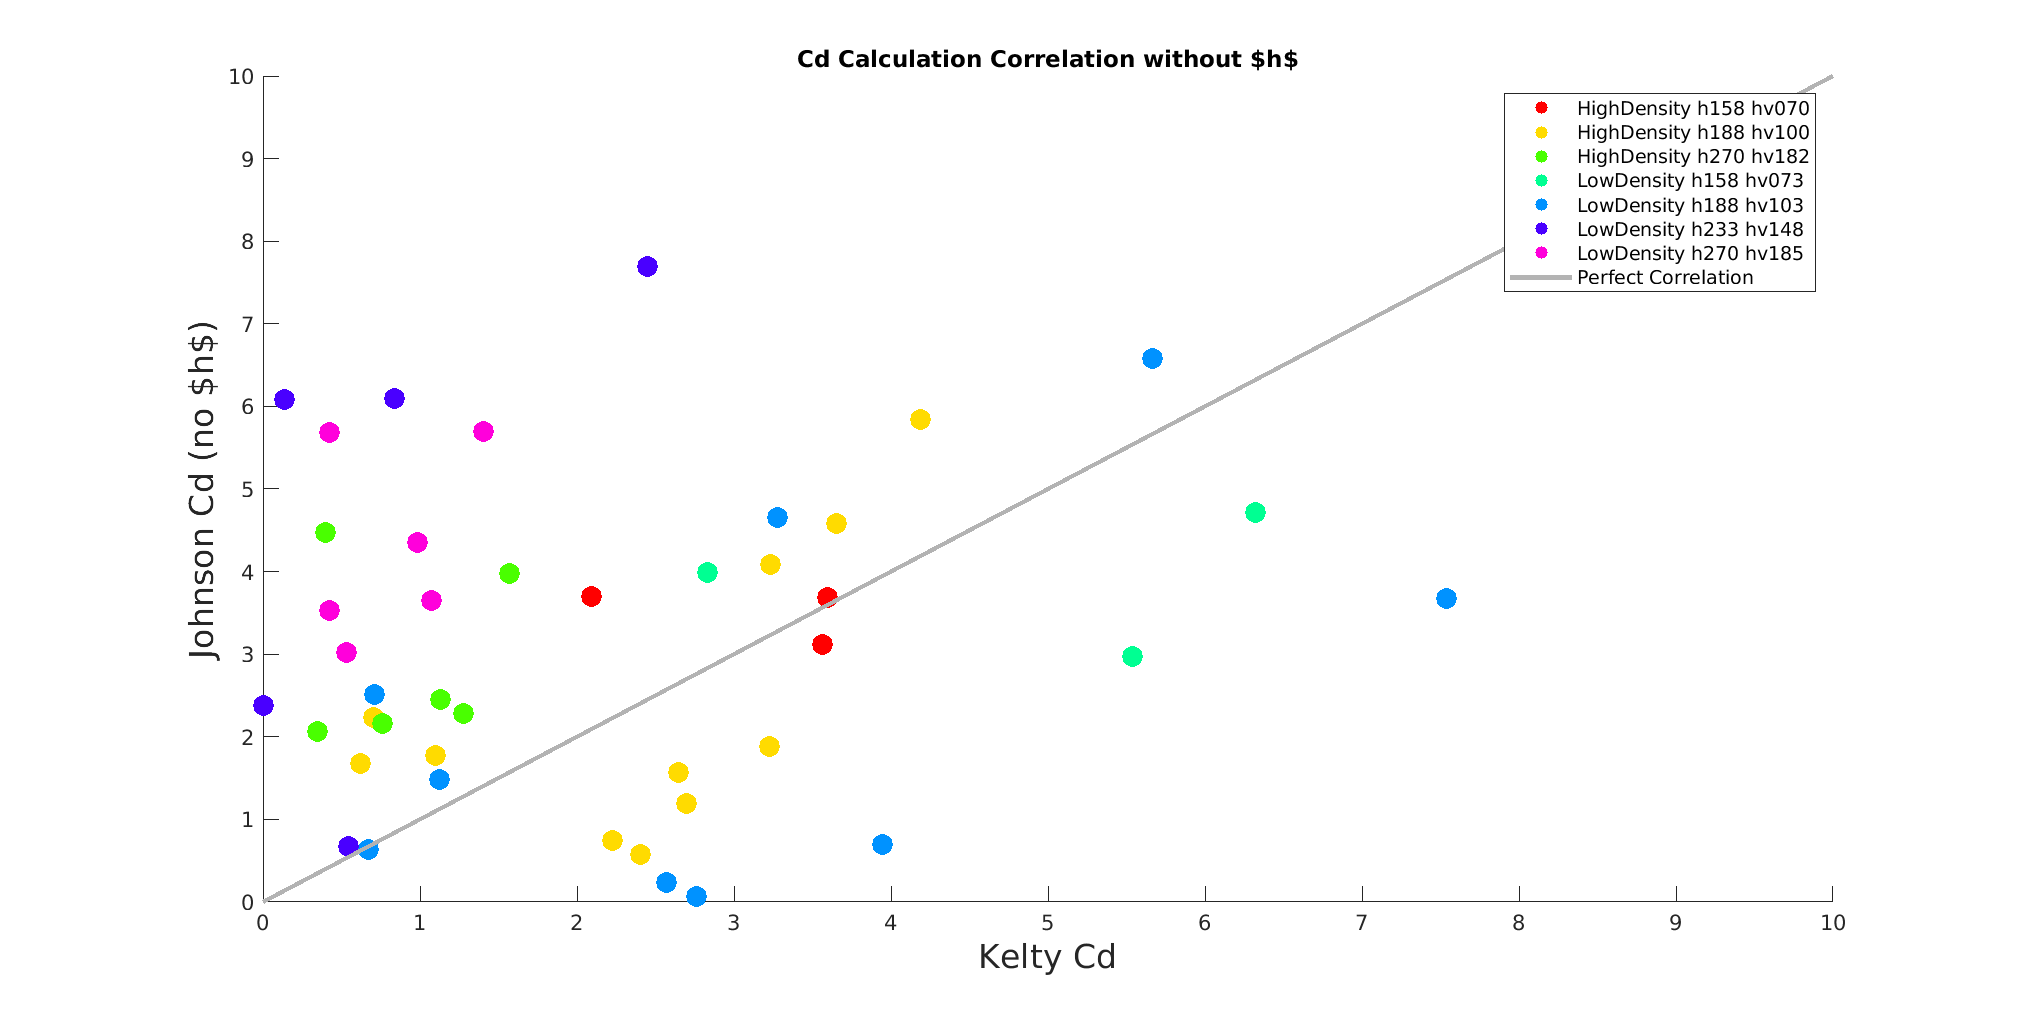 Cd Calculation Correlation without $h$
10
9
8
7
6
5
4
3
2
1
0
Johnson Cd (no $h$)
HighDensity h158 hv070
HighDensity h188 hv100
HighDensity h270 hv182
LowDensity h158 hv073
LowDensity h188 hv103
LowDensity h233 hv148
LowDensity h270 hv185
Perfect Correlation
0 1 2 3 4 5 6 7 8 9 10
Kelty Cd